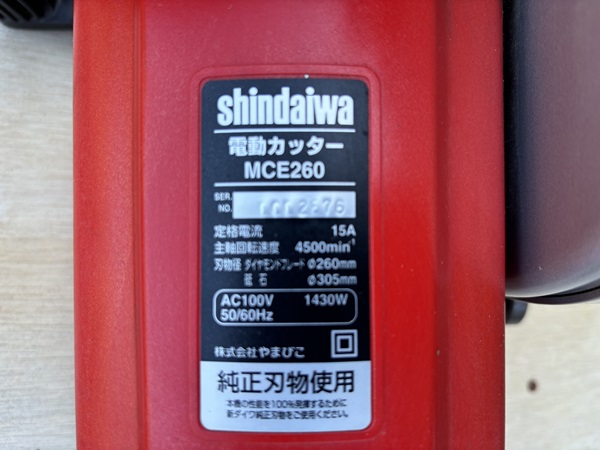 shindaiwa
電動カッター
MCE260
SER.
NO.
定格電流 15A
主軸回転速度 4500min⁻¹
刃物径 ダイヤモンドブレード φ260mm
砥石 φ305mm
AC100V 1430W
50/60Hz
株式会社やまびこ
純正刃物使用
本機の性能を100%発揮するために
新ダイワ純正刃物をご使用ください。